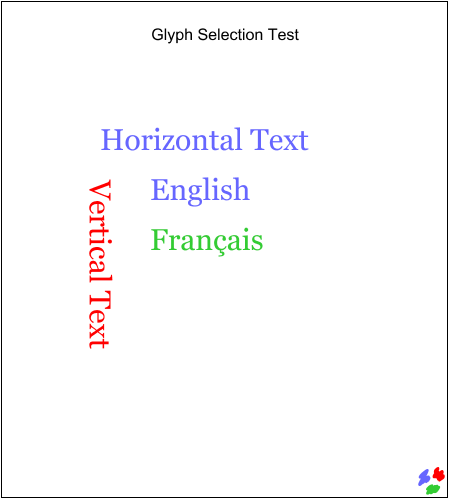 Glyph Selection Test
Horizontal Text
English
Français
Vertical Text